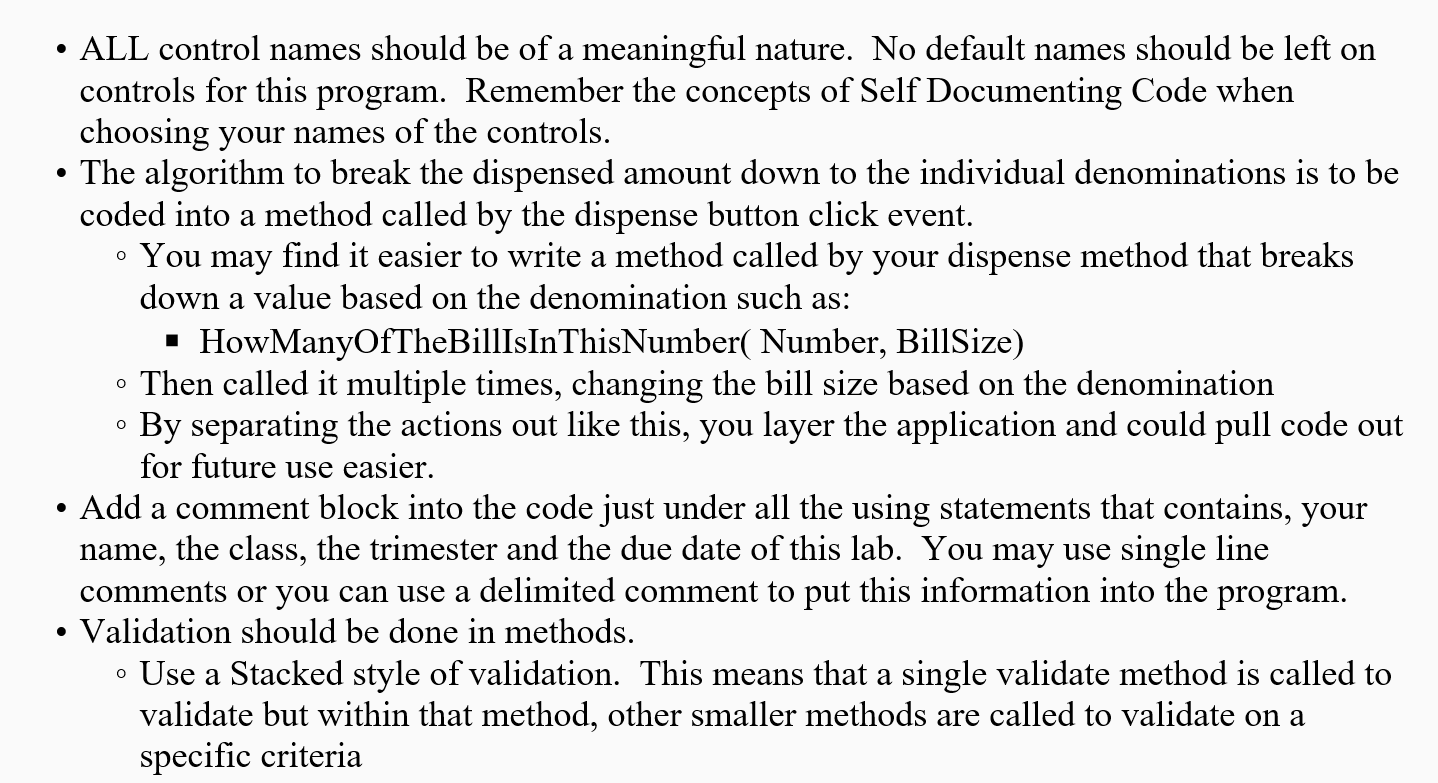 • ALL control names should be of a meaningful nature.  No default names should be left on
controls for this program.  Remember the concepts of Self Documenting Code when
choosing your names of the controls.
• The algorithm to break the dispensed amount down to the individual denominations is to be
coded into a method called by the dispense button click event.
◦ You may find it easier to write a method called by your dispense method that breaks
down a value based on the denomination such as:
▪ HowManyOfTheBillIsInThisNumber( Number, BillSize)
◦ Then called it multiple times, changing the bill size based on the denomination
◦ By separating the actions out like this, you layer the application and could pull code out
for future use easier.
• Add a comment block into the code just under all the using statements that contains, your
name, the class, the trimester and the due date of this lab.  You may use single line
comments or you can use a delimited comment to put this information into the program.
• Validation should be done in methods.
◦ Use a Stacked style of validation.  This means that a single validate method is called to
validate but within that method, other smaller methods are called to validate on a
specific criteria